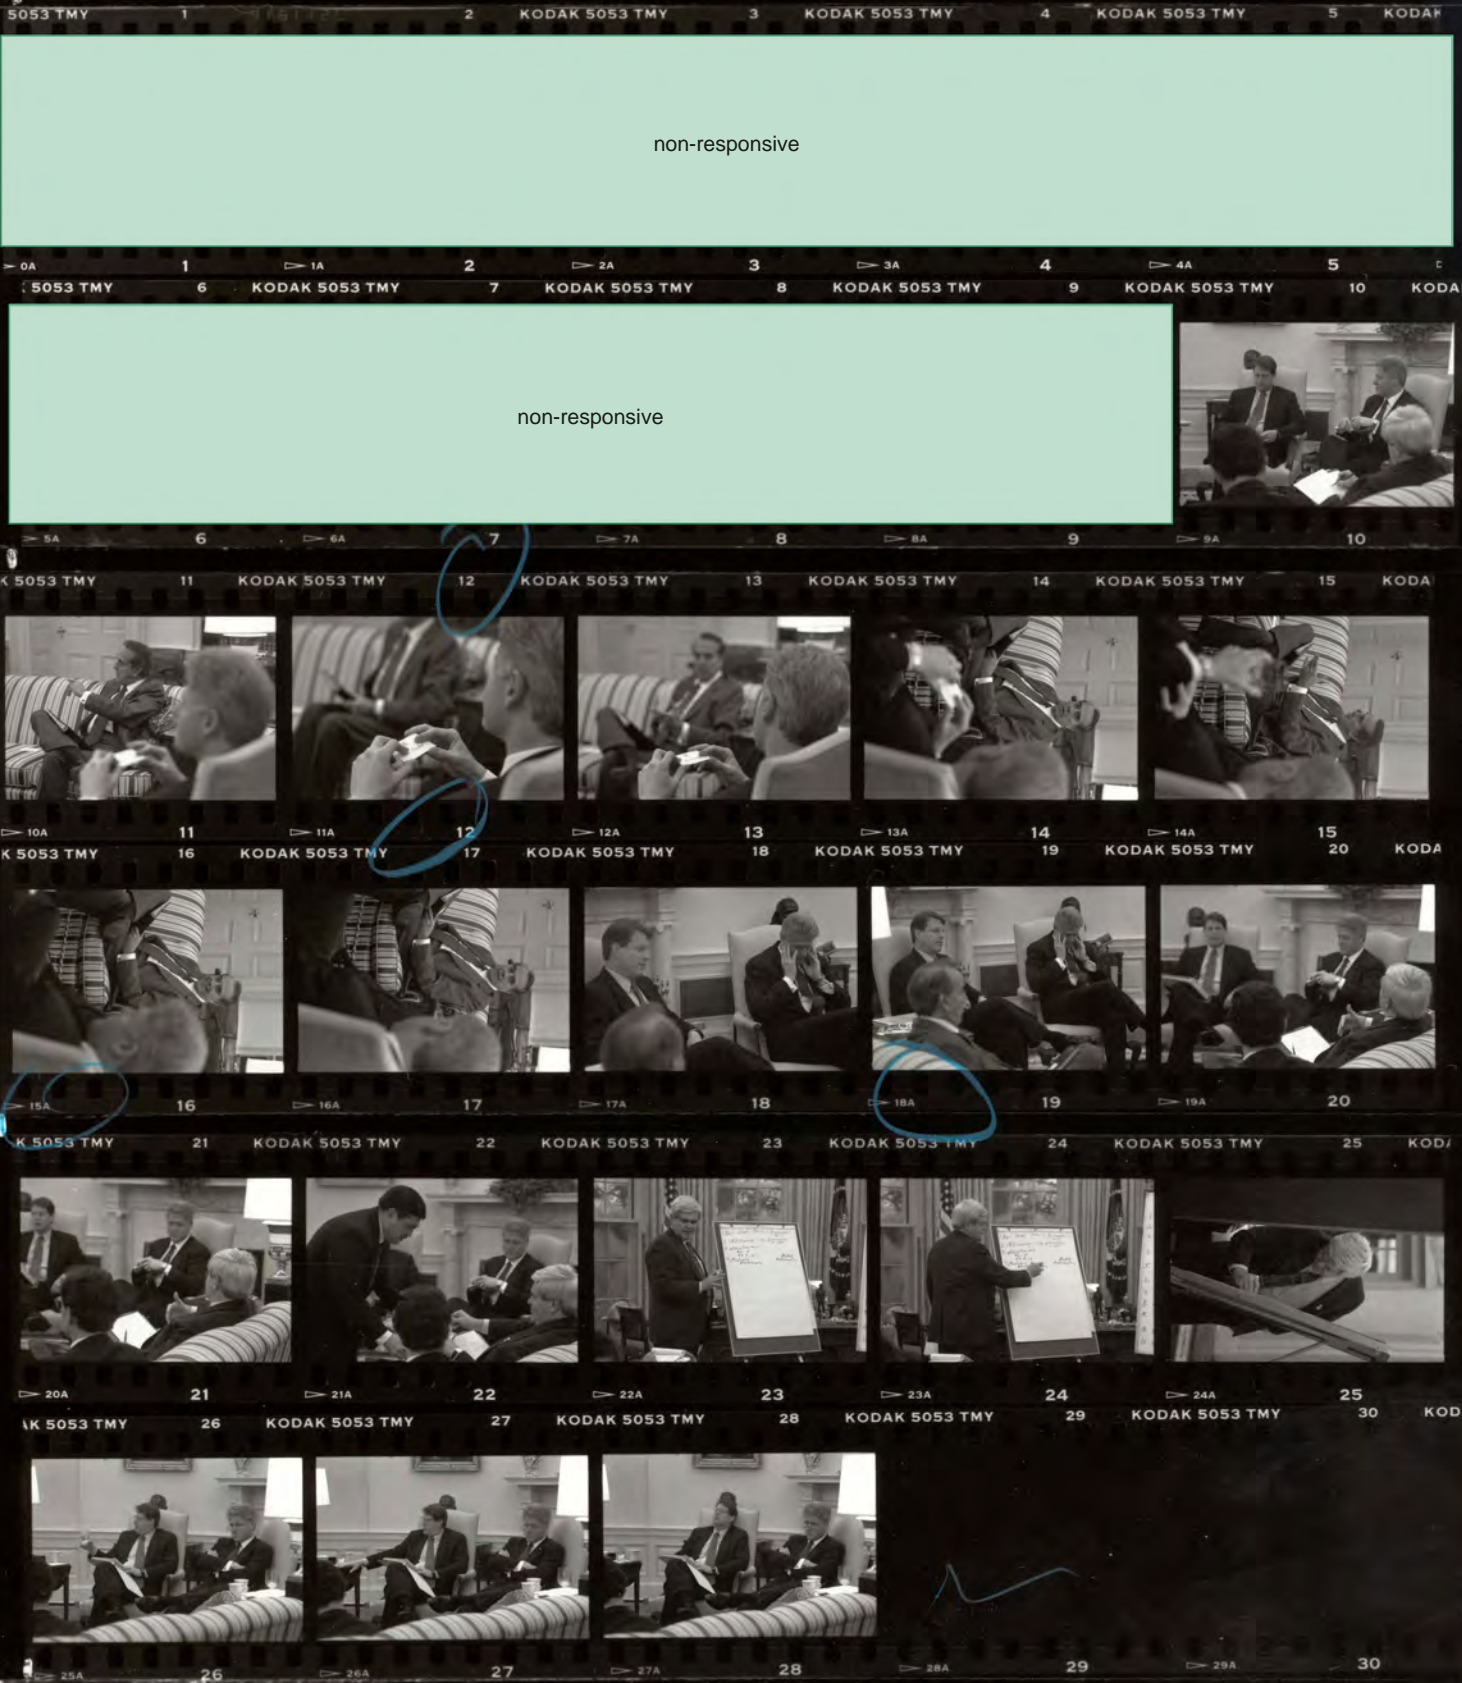 5053 TMY 1 2 KODAK 5053 TMY 3 KODAK 5053 TMY 4 KODAK 5053 TMY 5 KODAK
non-responsive
0A 1 1A 2 2A 3 3A 4 4A 5
5053 TMY 6 KODAK 5053 TMY 7 KODAK 5053 TMY 8 KODAK 5053 TMY 9 KODAK 5053 TMY 10 KODA
non-responsive
5A 6 6A 7 7A 8 8A 9 9A 10
K 5053 TMY 11 KODAK 5053 TMY 12 KODAK 5053 TMY 13 KODAK 5053 TMY 14 KODAK 5053 TMY 15 KODA
10A 11 11A 12 12A 13 13A 14 14A 15
K 5053 TMY 16 KODAK 5053 TMY 17 KODAK 5053 TMY 18 KODAK 5053 TMY 19 KODAK 5053 TMY 20 KODA
15A 16 16A 17 17A 18 18A 19 19A 20
K 5053 TMY 21 KODAK 5053 TMY 22 KODAK 5053 TMY 23 KODAK 5053 TMY 24 KODAK 5053 TMY 25 KODA
20A 21 21A 22 22A 23 23A 24 24A 25
AK 5053 TMY 26 KODAK 5053 TMY 27 KODAK 5053 TMY 28 KODAK 5053 TMY 29 KODAK 5053 TMY 30 KOD
25A 26 26A 27 27A 28 28A 29 29A 30